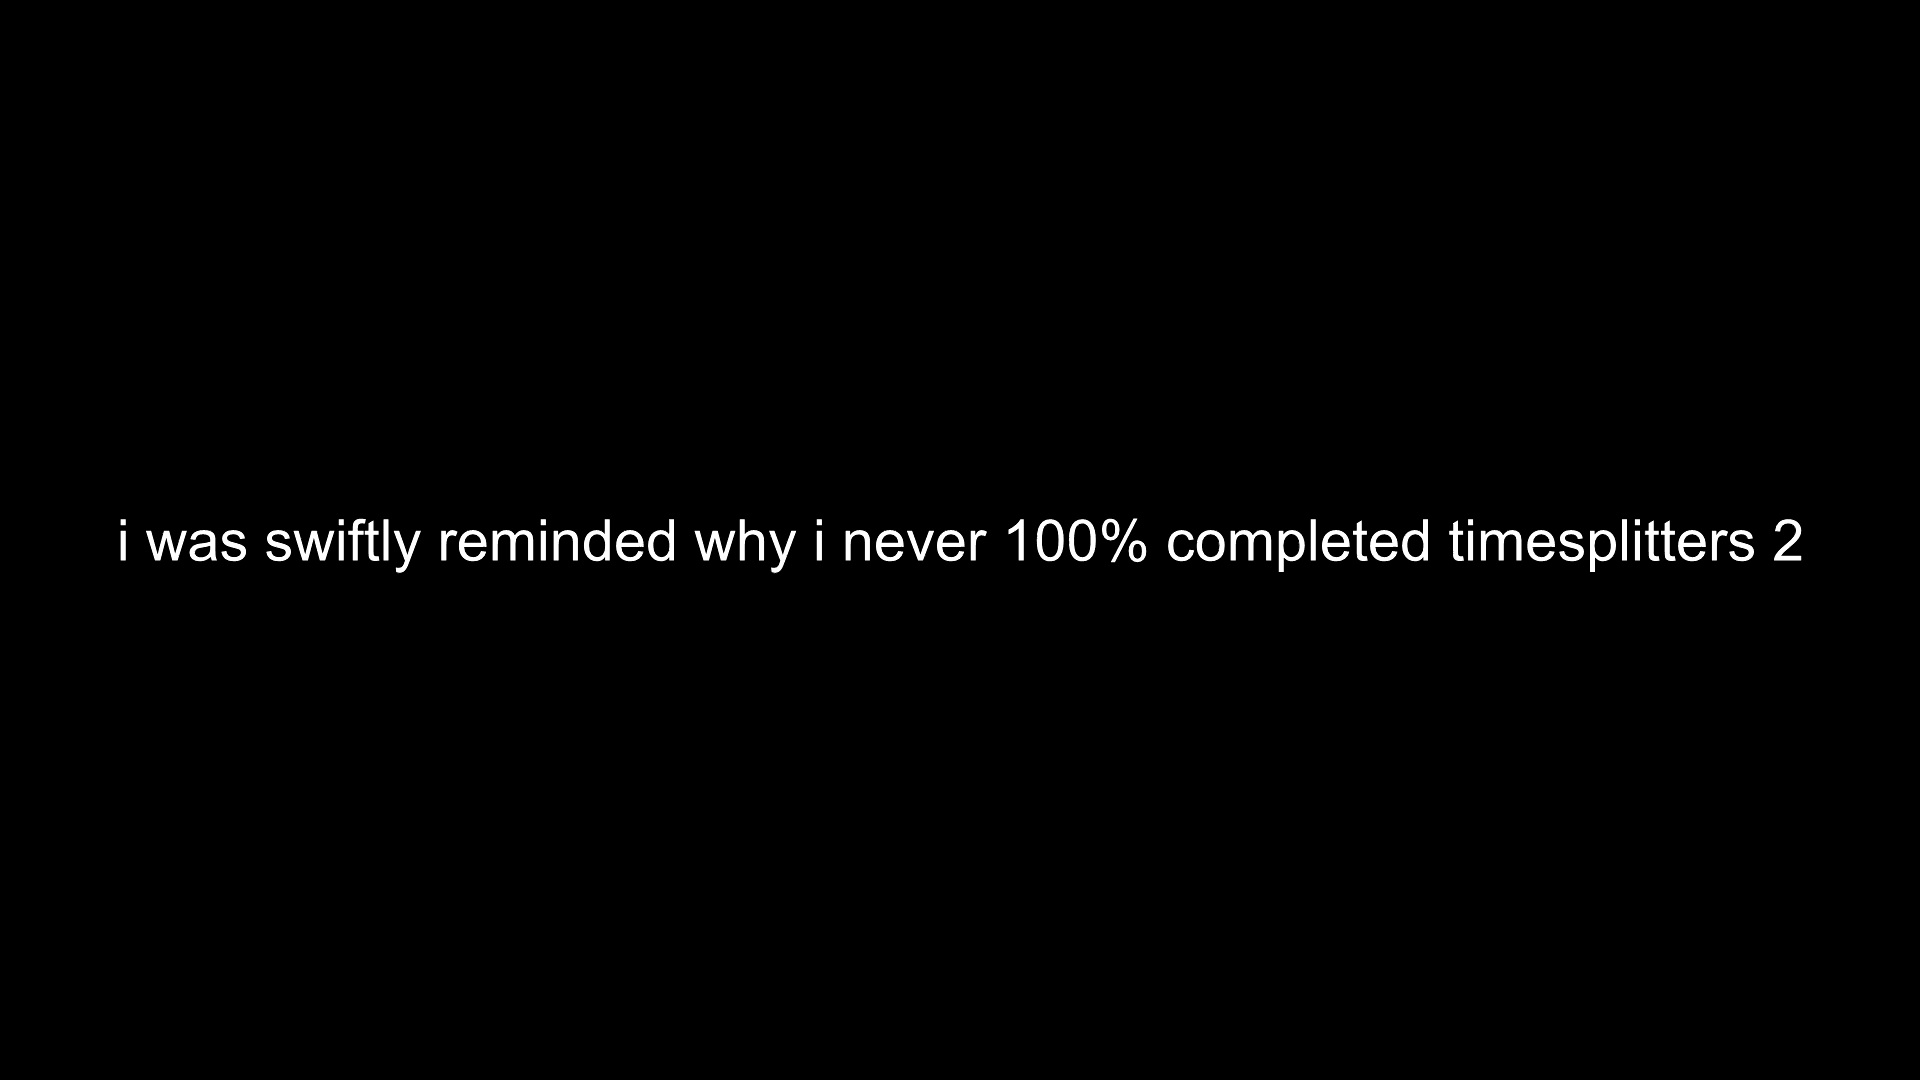 i was swiftly reminded why i never 100% completed timesplitters 2